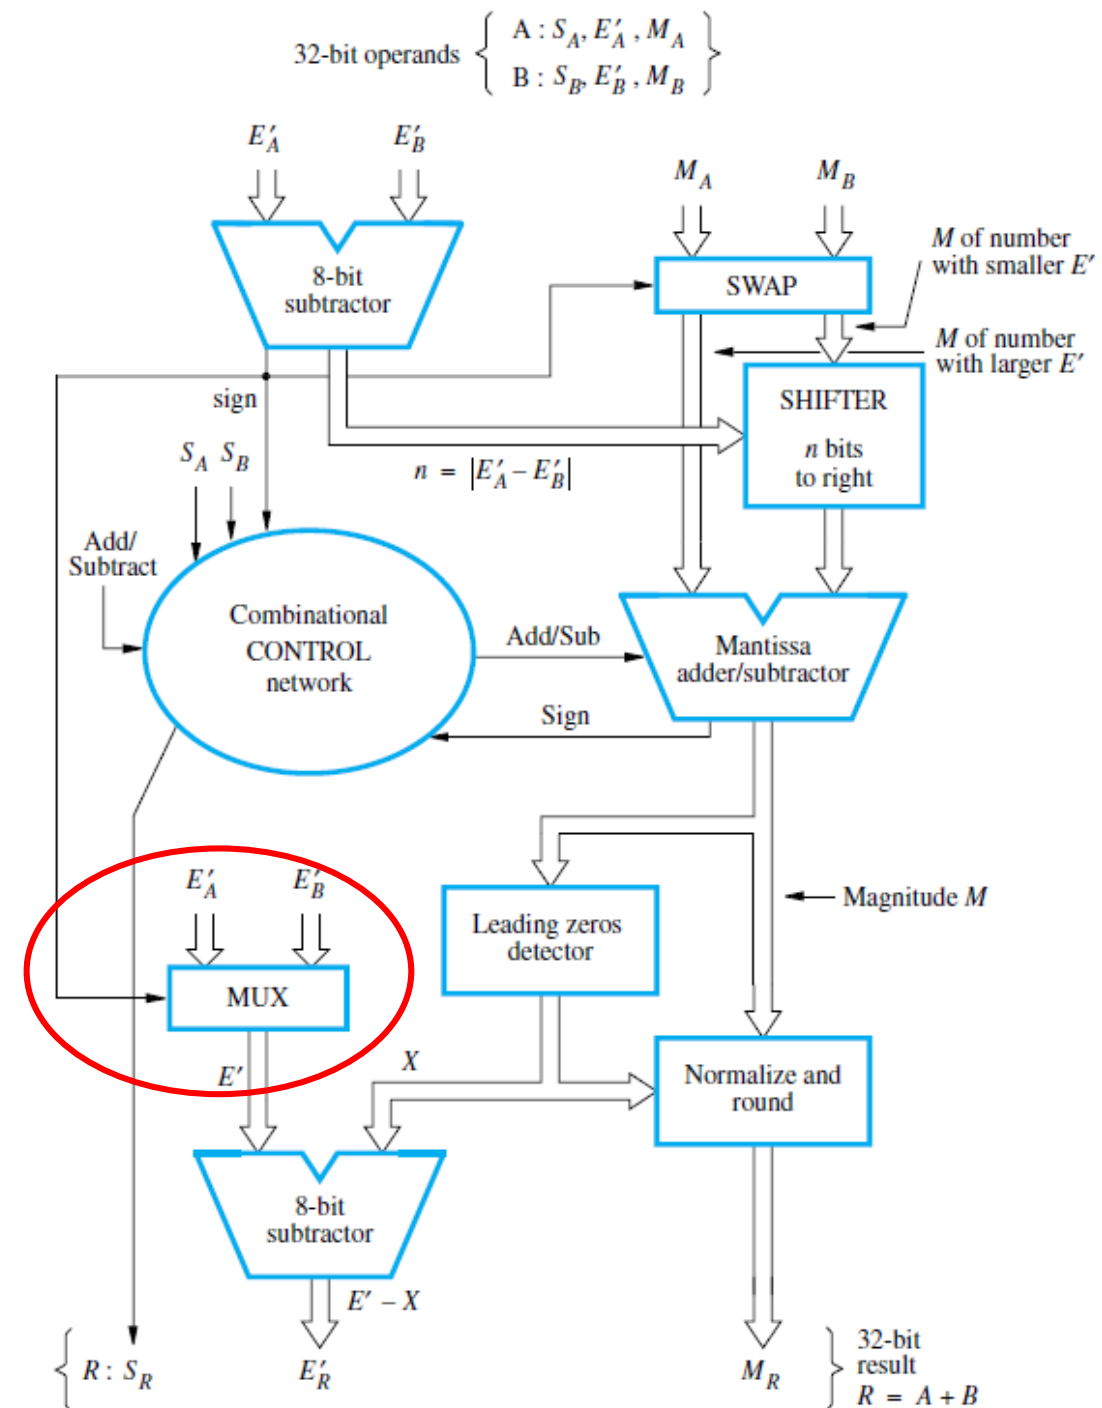 32-bit operands { A : S_A, E'_A , M_A
B : S_B, E'_B , M_B }
E'_A E'_B
M_A M_B
8-bit
subtractor
SWAP
M of number
with smaller E'
M of number
with larger E'
sign
SHIFTER
n bits
to right
n = |E'_A – E'_B|
S_A S_B
Add/
Subtract
Combinational
CONTROL
network
Add/Sub
Mantissa
adder/subtractor
Sign
E'_A E'_B
MUX
E'
Leading zeros
detector
Magnitude M
X
Normalize and
round
8-bit
subtractor
E' – X
{ R : S_R E'_R M_R }
32-bit
result
R = A + B